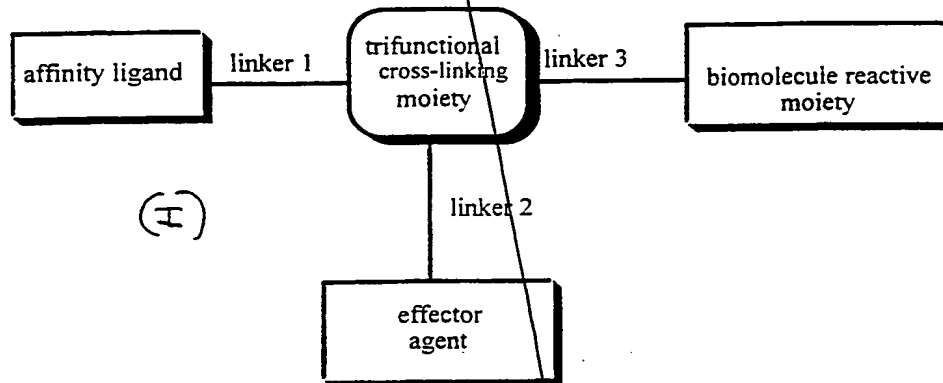 affinity ligand
linker 1
trifunctional
cross-linking
moiety
linker 3
biomolecule reactive
moiety
(I)
linker 2
effector
agent